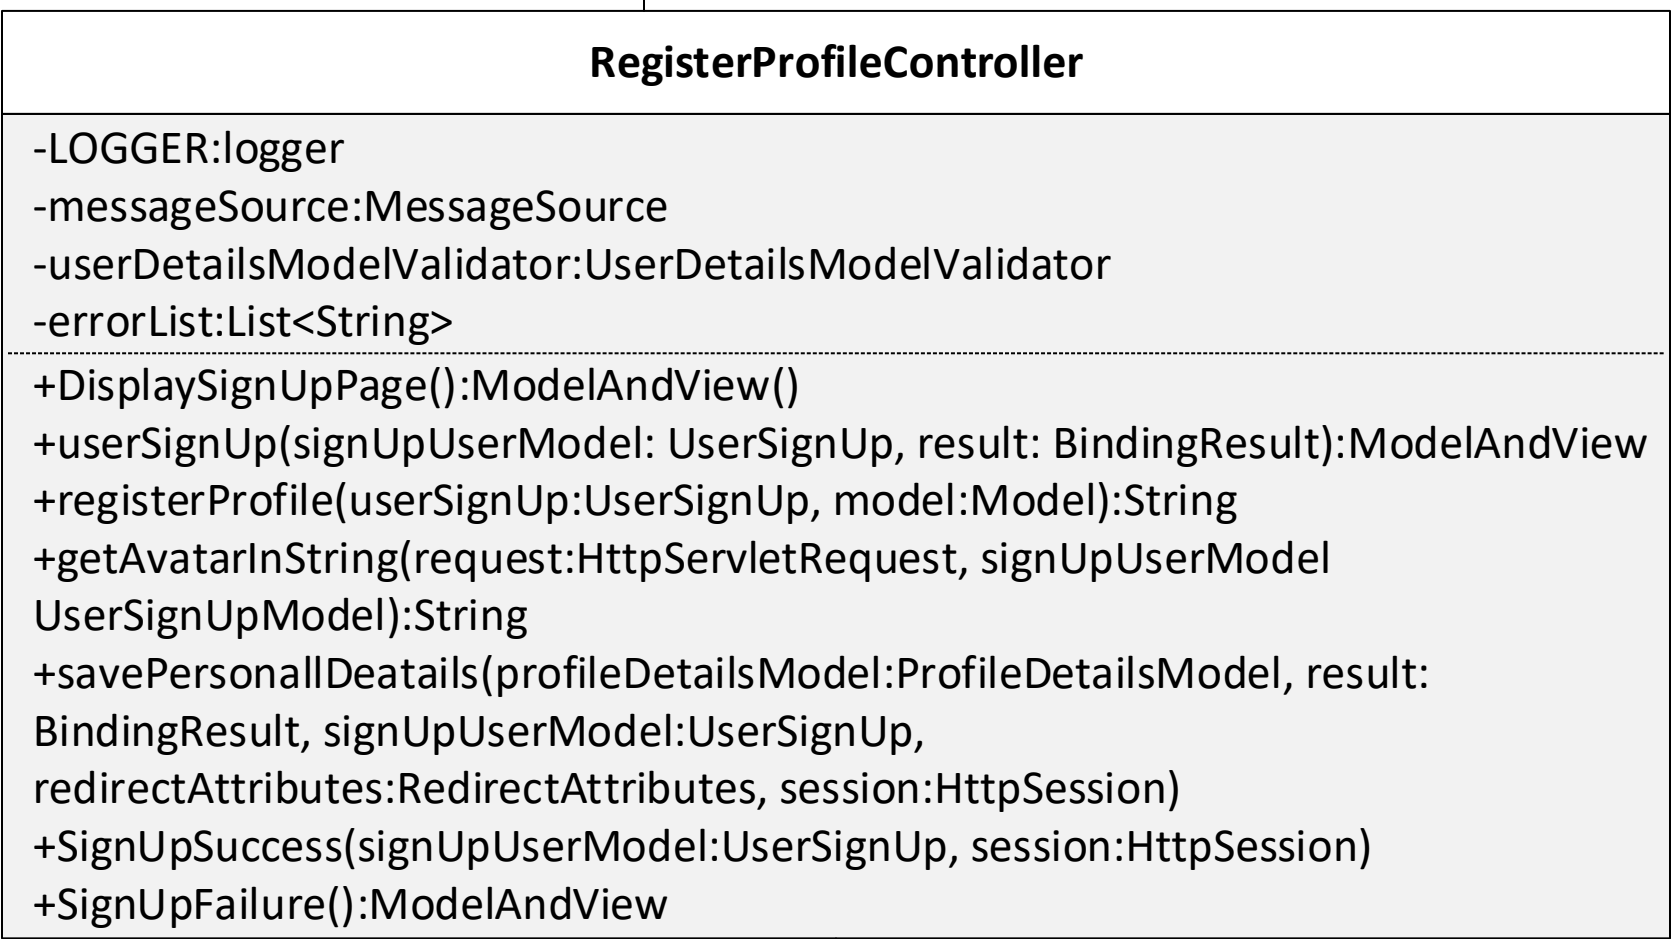 RegisterProfileController
-LOGGER:logger
-messageSource:MessageSource
-userDetailsModelValidator:UserDetailsModelValidator
-errorList:List<String>
+DisplaySignUpPage():ModelAndView()
+userSignUp(signUpUserModel: UserSignUp, result: BindingResult):ModelAndView
+registerProfile(userSignUp:UserSignUp, model:Model):String
+getAvatarInString(request:HttpServletRequest, signUpUserModel
UserSignUpModel):String
+savePersonallDeatails(profileDetailsModel:ProfileDetailsModel, result:
BindingResult, signUpUserModel:UserSignUp,
redirectAttributes:RedirectAttributes, session:HttpSession)
+SignUpSuccess(signUpUserModel:UserSignUp, session:HttpSession)
+SignUpFailure():ModelAndView